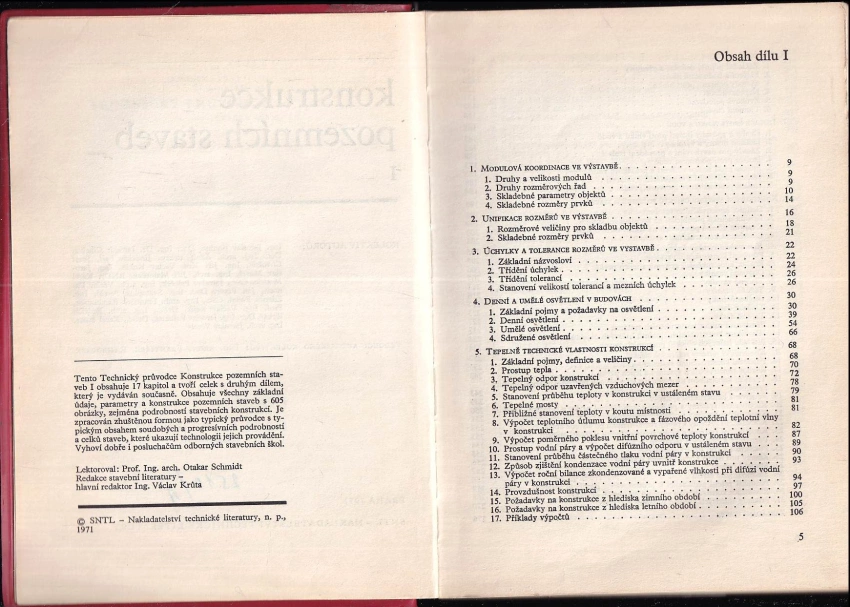 Tento Technický průvodce Konstrukce pozemních sta-
veb I obsahuje 17 kapitol a tvoří celek s druhým dílem,
který je vydáván současně. Obsahuje všechny základní
údaje, parametry a konstrukce pozemních staveb s 605
obrázky, zejména podrobností stavebních konstrukcí. Je
zpracován zhuštěnou formou jako typický průvodce s ty-
pickým obsahem soudobých a progresivních podrobností
a celků staveb, které ukazují technologii jejich provádění.
Vyhoví dobře i posluchačům odborných stavebních škol.
Lektoroval: Prof. Ing. arch. Otakar Schmidt
Redakce stavební literatury –
hlavní redaktor Ing. Václav Krůta
© SNTL – Nakladatelství technické literatury, n. p.,
1971
Obsah dílu I
1. Modulová koordinace ve výstavbě 9
1. Druhy a velikosti modulů 9
2. Druhy rozměrových řad 9
3. Skladebné parametry objektů 10
4. Skladebné rozměry prvků 14
2. Unifikace rozměrů ve výstavbě 16
1. Rozměrové veličiny pro skladbu objektů 18
2. Skladebné rozměry prvků 21
3. Úchylky a tolerance rozměrů ve výstavbě 22
1. Základní názvosloví 22
2. Třídění úchylek 24
3. Třídění tolerancí 26
4. Stanovení velikostí tolerancí a mezních úchylek 26
4. Denní a umělé osvětlení v budovách 30
1. Základní pojmy a požadavky na osvětlení 30
2. Denní osvětlení 39
3. Umělé osvětlení 54
4. Sdružené osvětlení 66
5. Tepelně technické vlastnosti konstrukcí 68
1. Základní pojmy, definice a veličiny 68
2. Prostup tepla 70
3. Tepelný odpor konstrukcí 72
4. Tepelný odpor uzavřených vzduchových mezer 78
5. Stanovení průběhu teploty v konstrukci v ustáleném stavu 79
6. Tepelné mosty 81
7. Přibližné stanovení teploty v koutu místnosti 81
8. Výpočet teplotního útlumu konstrukce a fázového opoždění teplotní vlny
v konstrukci 82
9. Výpočet poměrného poklesu vnitřní povrchové teploty konstrukcí 87
10. Prostup vodní páry a výpočet difúzního odporu v ustáleném stavu 89
11. Stanovení průběhu částečného tlaku vodní páry v konstrukci 90
12. Způsob zjištění kondenzace vodní páry uvnitř konstrukce 93
13. Výpočet roční bilance zkondenzované a vypařené vlhkosti při difúzi vodní
páry v konstrukci 94
14. Provzdušnost konstrukcí 97
15. Požadavky na konstrukce z hlediska zimního období 100
16. Požadavky na konstrukce z hlediska letního období 105
17. Příklady výpočtů 106
5